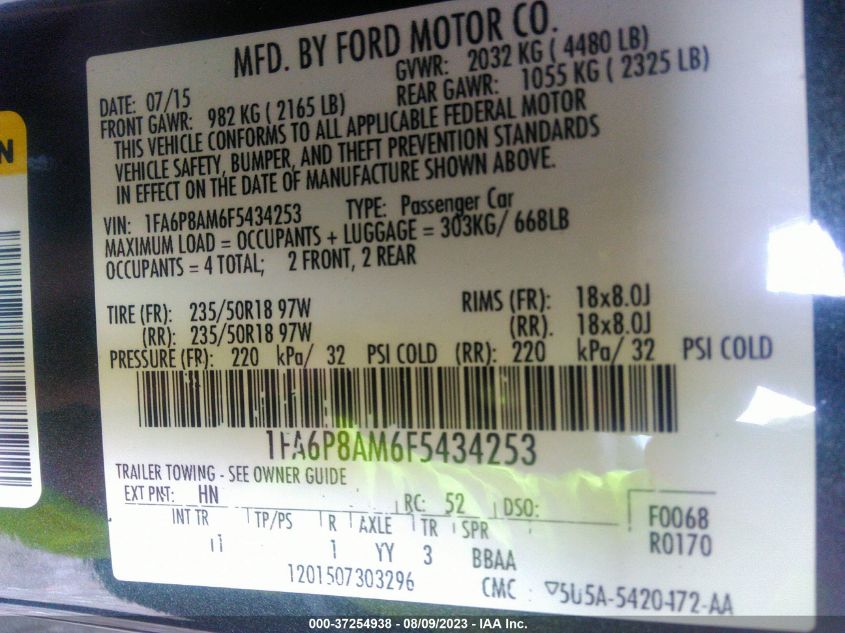 MFD. BY FORD MOTOR CO.
DATE: 07/15 GVWR: 2032 KG ( 4480 LB)
FRONT GAWR: 982 KG ( 2165 LB) REAR GAWR: 1055 KG ( 2325 LB)
THIS VEHICLE CONFORMS TO ALL APPLICABLE FEDERAL MOTOR
VEHICLE SAFETY, BUMPER, AND THEFT PREVENTION STANDARDS
IN EFFECT ON THE DATE OF MANUFACTURE SHOWN ABOVE.
N
VIN: 1FA6P8AM6F5434253 TYPE: Passenger Car
MAXIMUM LOAD = OCCUPANTS + LUGGAGE = 303KG/ 668LB
OCCUPANTS = 4 TOTAL; 2 FRONT, 2 REAR
TIRE (FR): 235/50R18 97W RIMS (FR): 18x8.0J
(RR): 235/50R18 97W (RR). 18x8.0J
PRESSURE (FR): 220 kPa/ 32 PSI COLD (RR): 220 kPa/ 32 PSI COLD
1FA6P8AM6F5434253
TRAILER TOWING - SEE OWNER GUIDE
EXT PNT: HN RC: 52 DSO: F0068
INT TR TP/PS R AXLE TR SPR R0170
1 YY 3 BBAA
1201507303296 CMC : 5U5A-5420472-AA
000-37254938 - 08/09/2023 - IAA Inc.